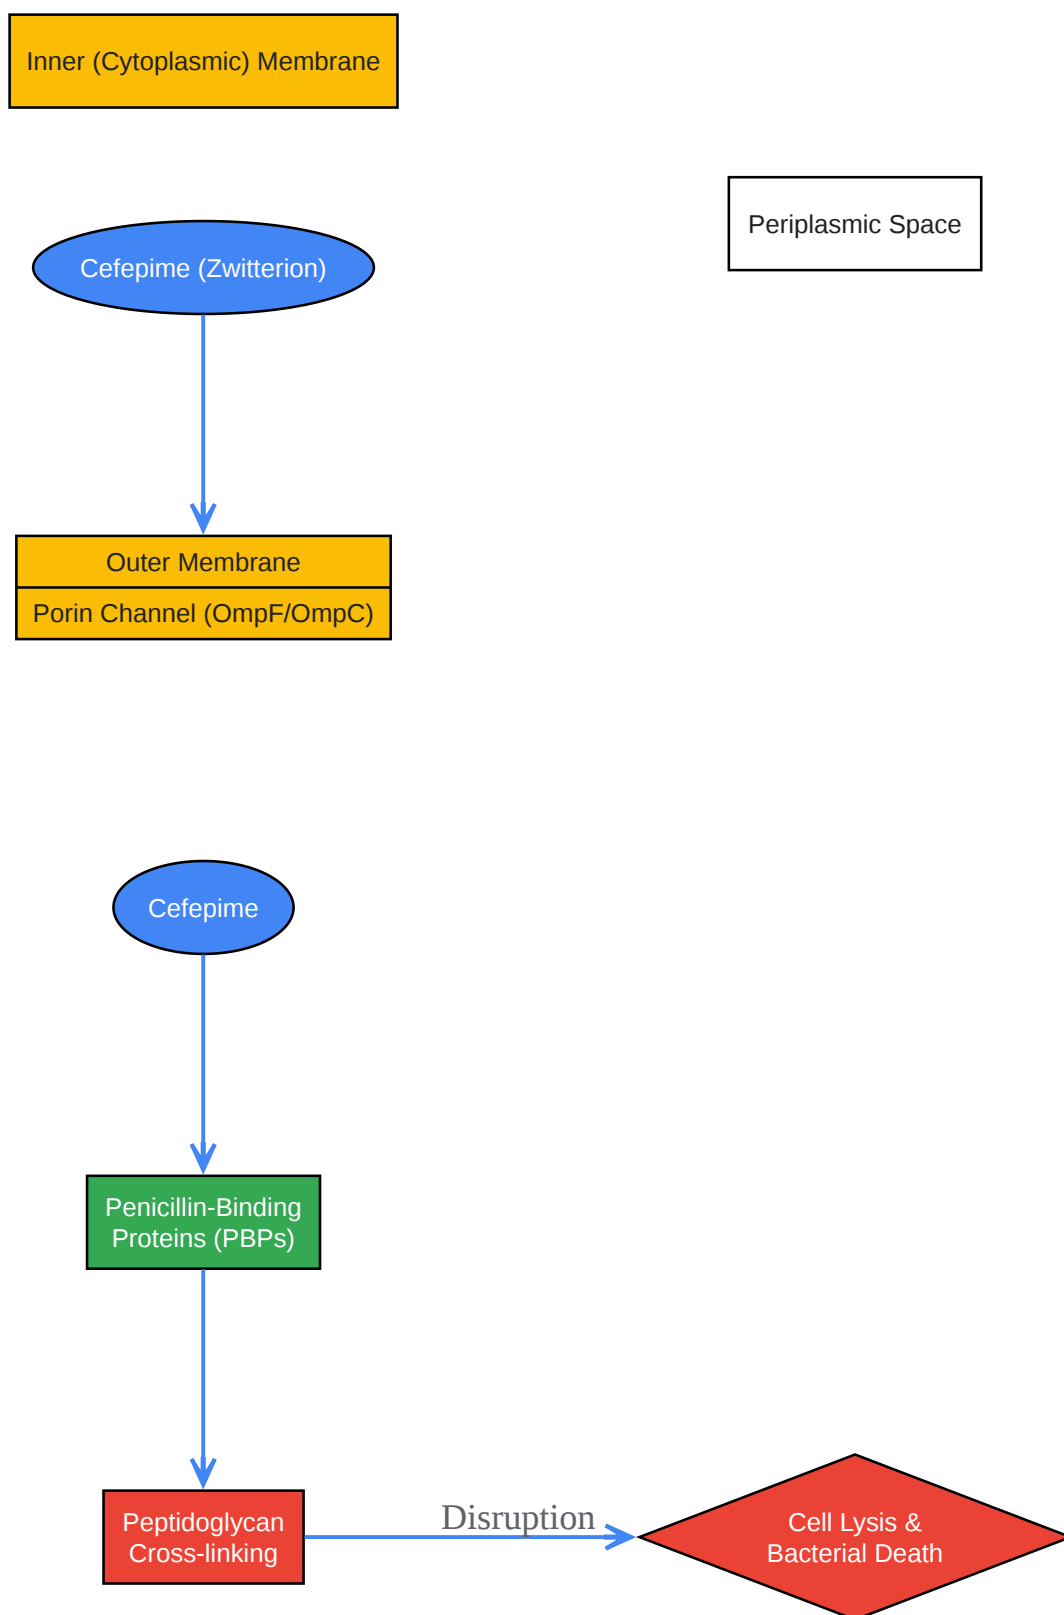 Inner (Cytoplasmic) Membrane
Periplasmic Space
Cefepime (Zwitterion)
Outer Membrane
Porin Channel (OmpF/OmpC)
Cefepime
Penicillin-Binding
Proteins (PBPs)
Peptidoglycan
Cross-linking
Disruption
Cell Lysis &
Bacterial Death